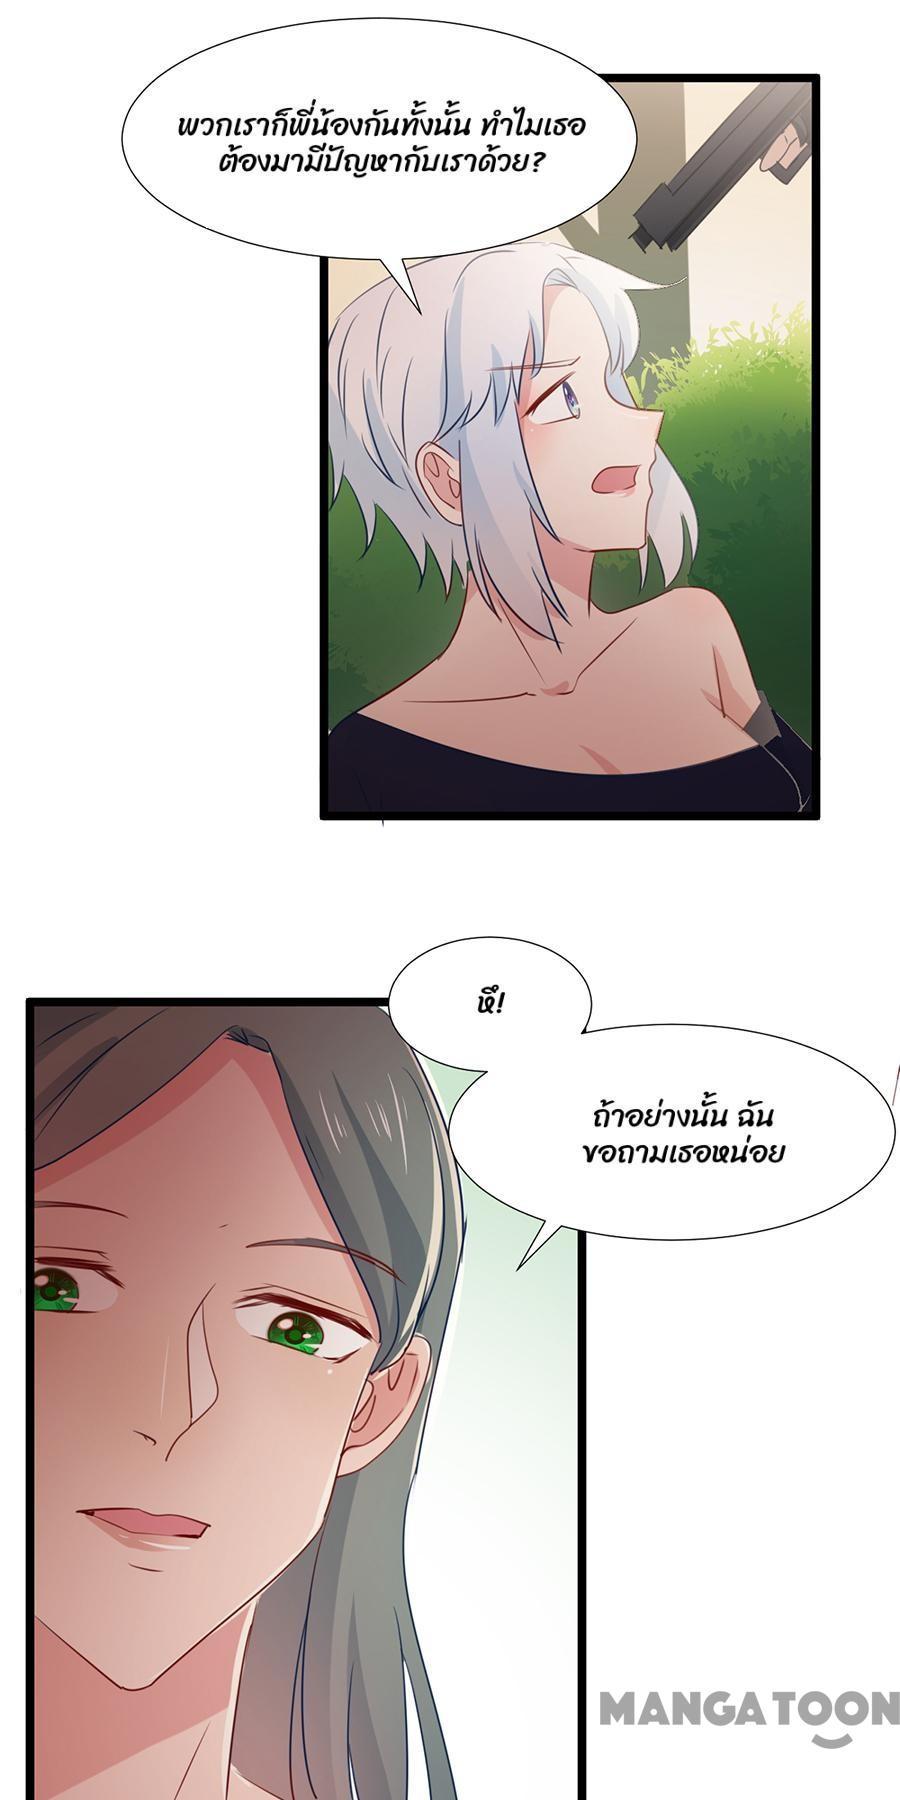 พวกเราก็พี่น้องกันทั้งนั้น ทำไมเธอ
ต้องมามีปัญหากับเราด้วย?
หึ!
ถ้าอย่างนั้น ฉัน
ขอถามเธอหน่อย
MANGATOON